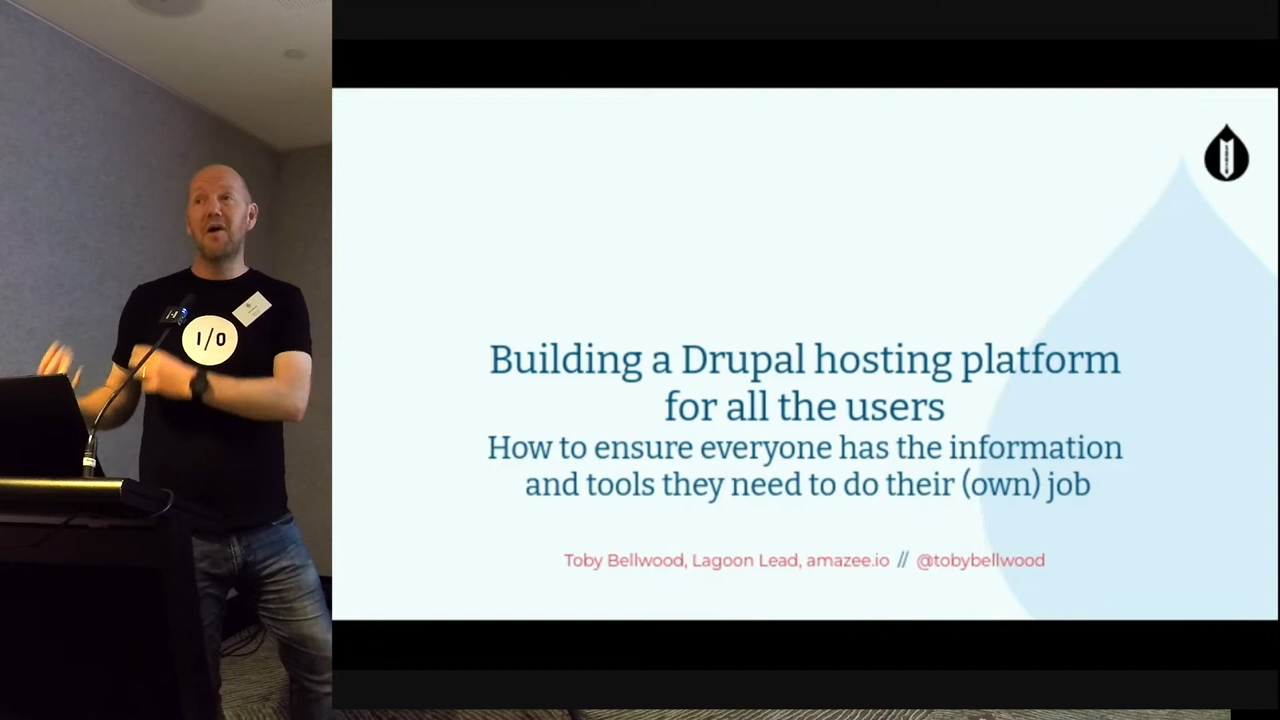 I/O
Building a Drupal hosting platform
for all the users
How to ensure everyone has the information
and tools they need to do their (own) job
Toby Bellwood, Lagoon Lead, amazee.io // @tobybellwood